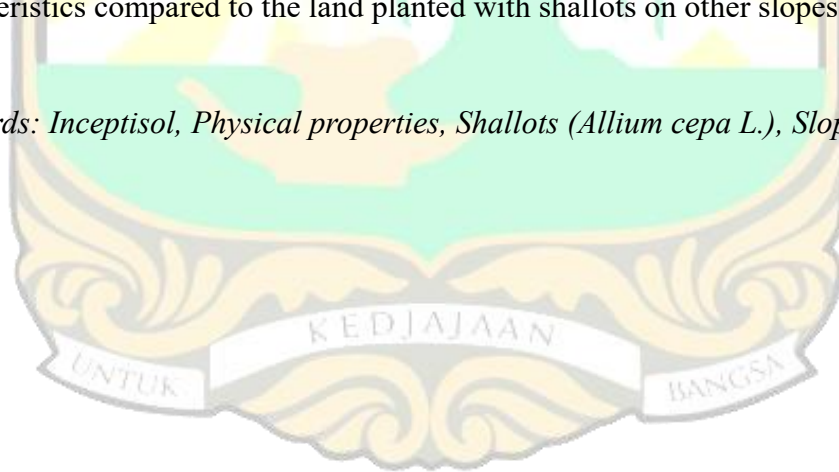 eristics compared to the land planted with shallots on other slopes
rds: Inceptisol, Physical properties, Shallots (Allium cepa L.), Slop
UNTUK KEDJAJAAN BANGSA